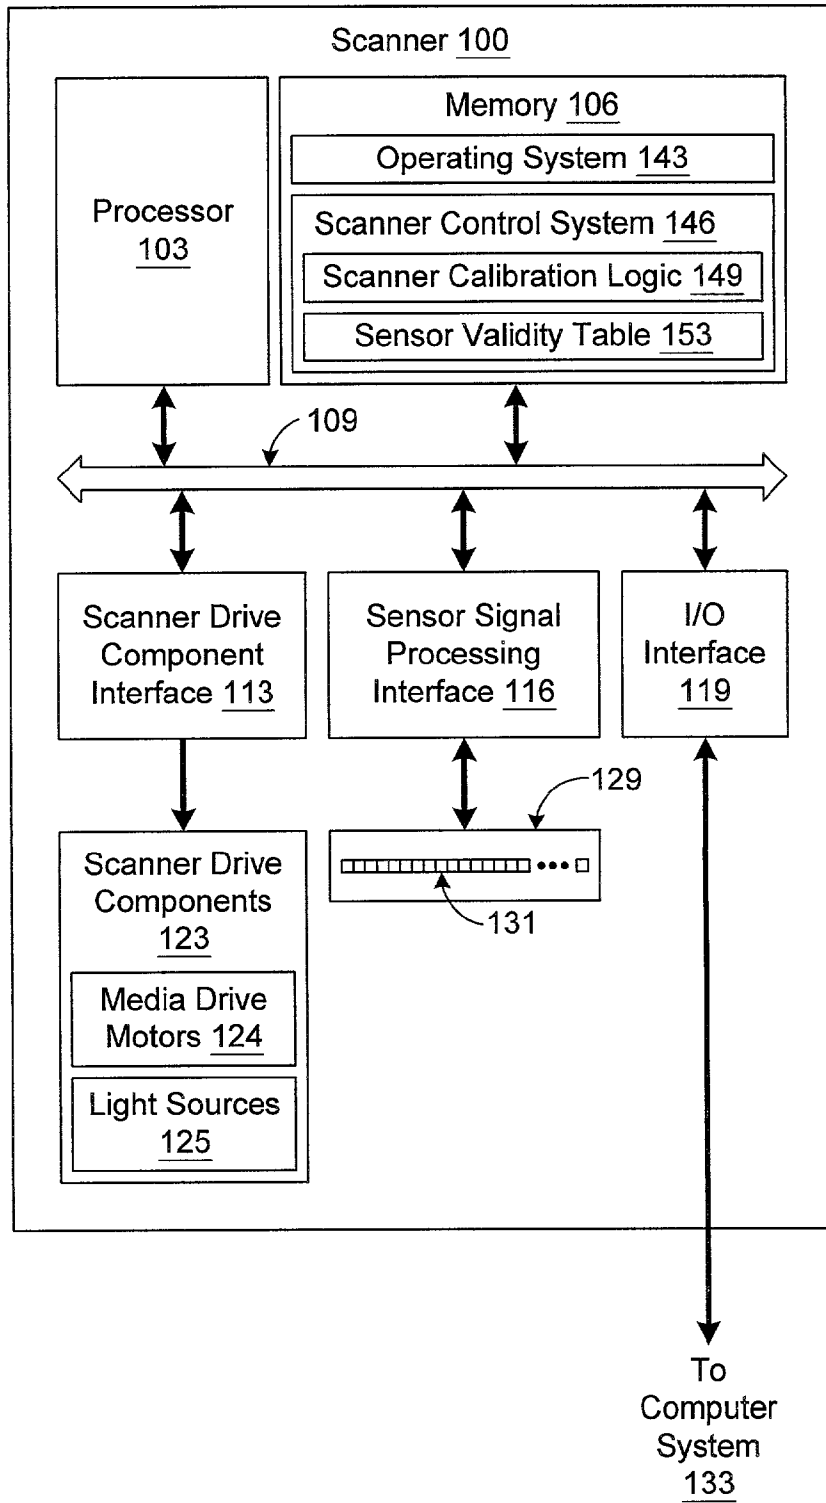 Scanner 100
Processor
103
Memory 106
Operating System 143
Scanner Control System 146
Scanner Calibration Logic 149
Sensor Validity Table 153
109
Scanner Drive
Component
Interface 113
Sensor Signal
Processing
Interface 116
I/O
Interface
119
129
131
Scanner Drive
Components
123
Media Drive
Motors 124
Light Sources
125
To
Computer
System
133